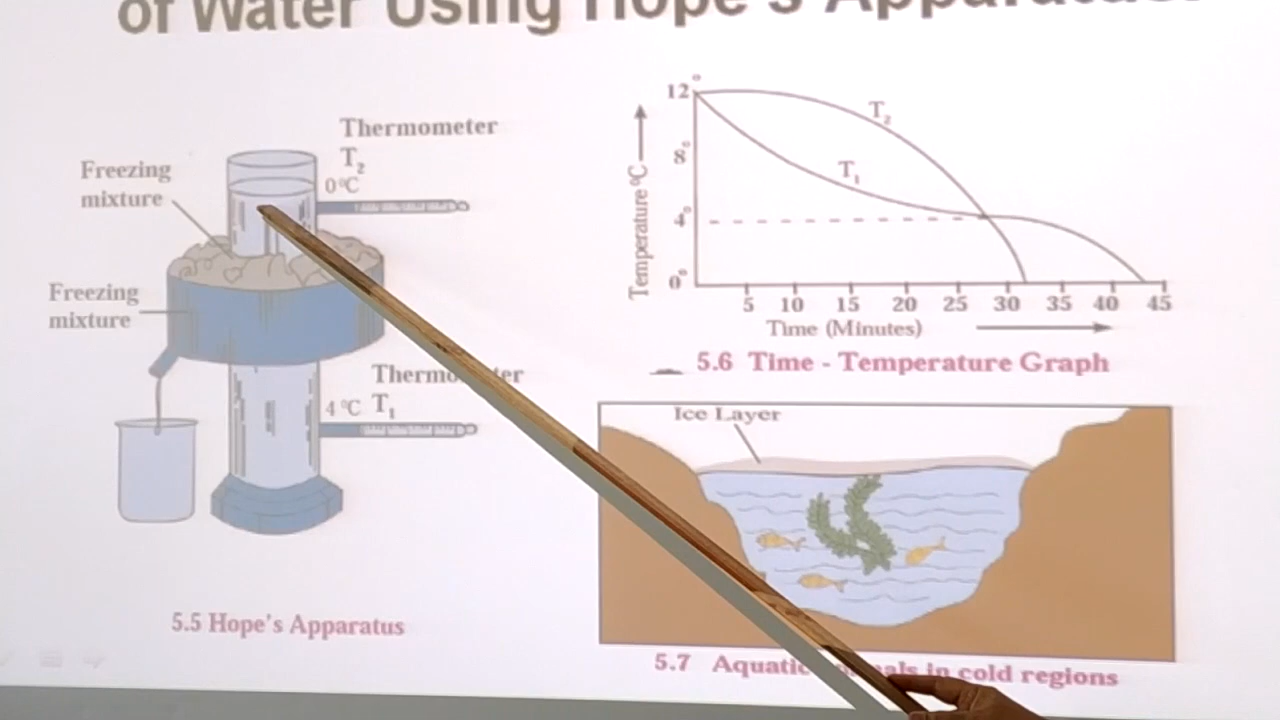 of Water Using Hope's Apparatus.
Thermometer
T₂
0°C
Freezing
mixture
Freezing
mixture
Thermometer
4°C T₁
5.5 Hope's Apparatus
12°
8°
4°
0°
Temperature °C
T₂
T₁
5 10 15 20 25 30 35 40 45
Time (Minutes)
5.6 Time - Temperature Graph
Ice Layer
5.7 Aquatic in cold regions